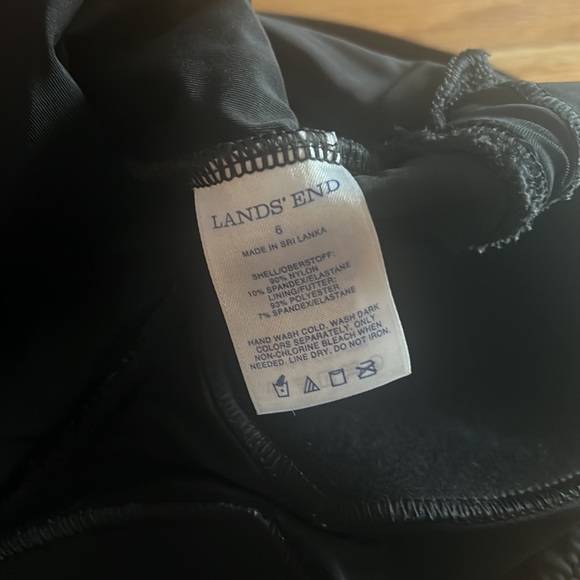 LANDS' END
6
MADE IN SRI LANKA
SHELL/OBERSTOFF:
90% NYLON
10% SPANDEX/ELASTANE
LINING/FUTTER:
93% POLYESTER
7% SPANDEX/ELASTANE
HAND WASH COLD. WASH DARK
COLORS SEPARATELY. ONLY
NON-CHLORINE BLEACH WHEN
NEEDED. LINE DRY. DO NOT IRON.